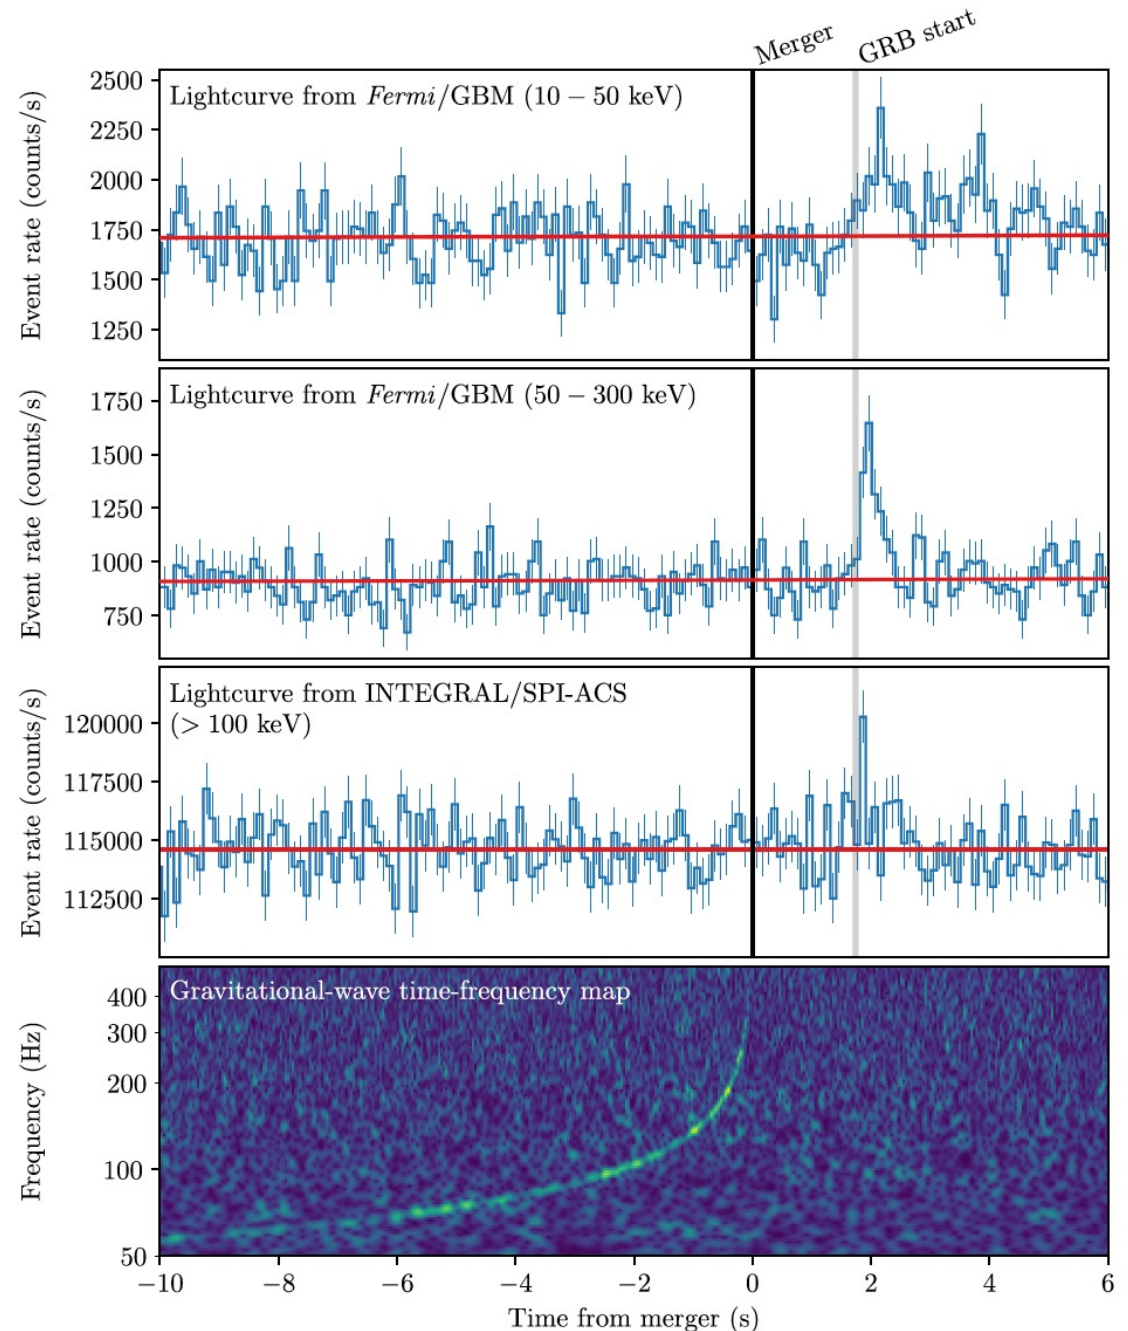 Merger GRB start
2500
2250
2000
1750
1500
1250
Event rate (counts/s)
Lightcurve from Fermi/GBM (10 – 50 keV)
1750
1500
1250
1000
750
Event rate (counts/s)
Lightcurve from Fermi/GBM (50 – 300 keV)
120000
117500
115000
112500
Event rate (counts/s)
Lightcurve from INTEGRAL/SPI-ACS
(> 100 keV)
400
300
200
100
50
Frequency (Hz)
Gravitational-wave time-frequency map
−10 −8 −6 −4 −2 0 2 4 6
Time from merger (s)